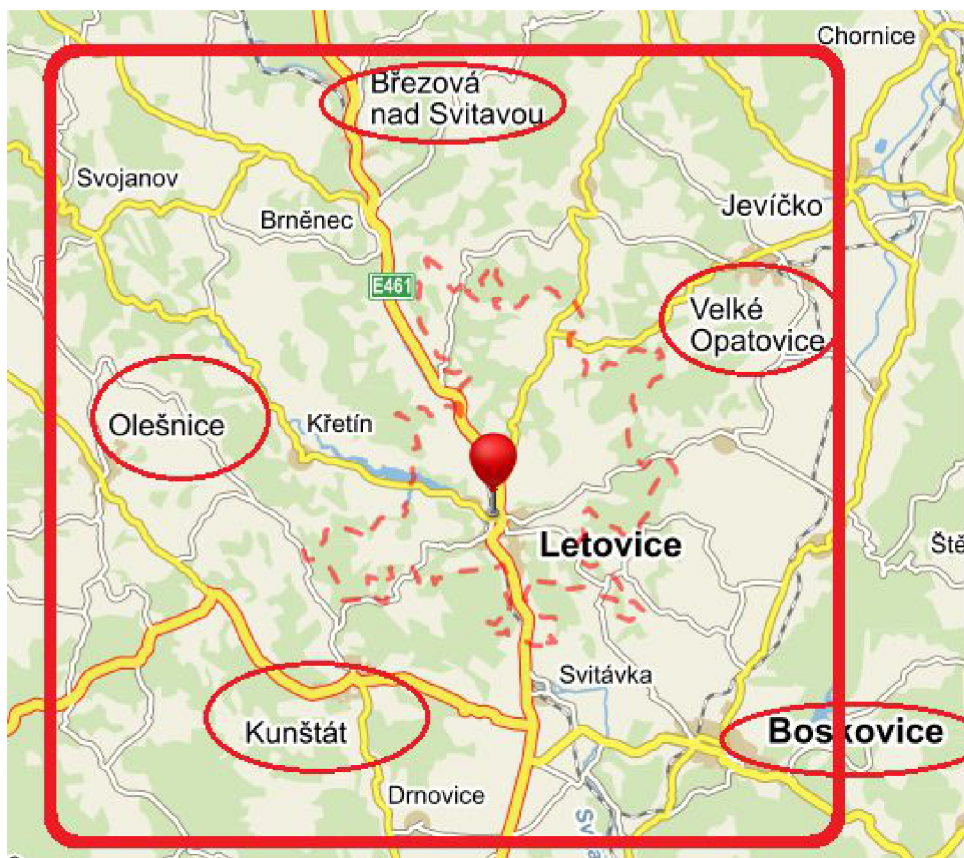 Chornice
Březová
nad Svitavou
Svojanov
Brněnec
Jevíčko
E461
Velké
Opatovice
Olešnice
Křetín
Letovice
Svitávka
Kunštát
Boskovice
Drnovice